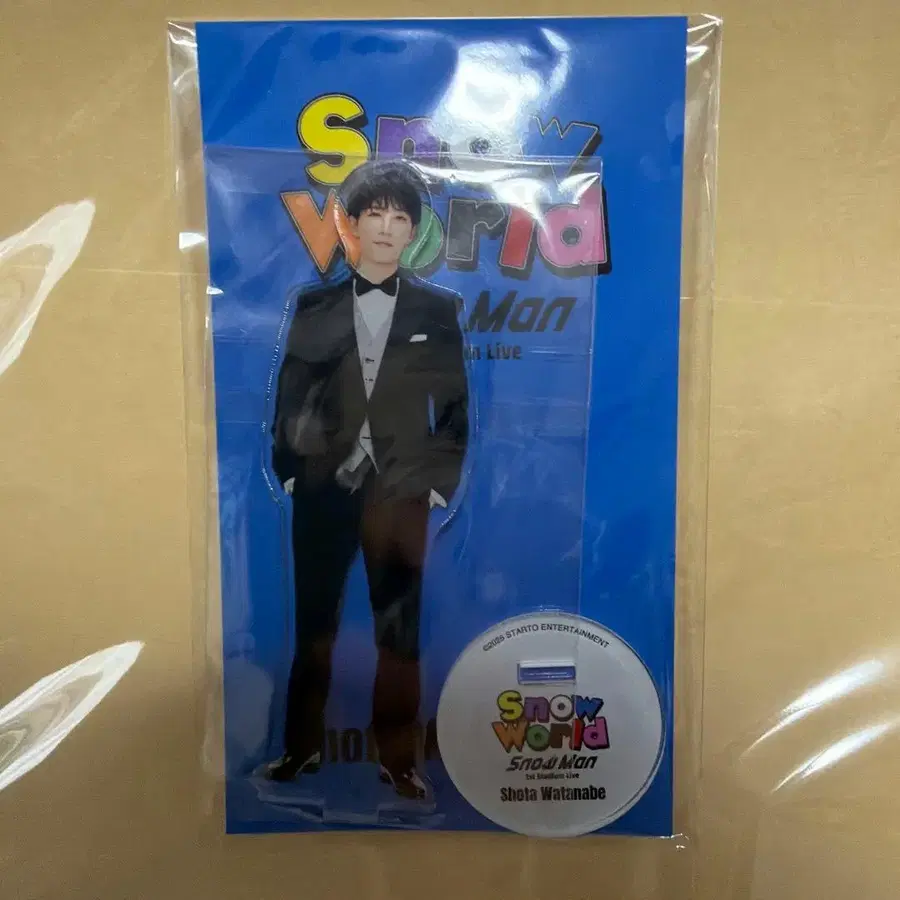 Snow
World
Man
Live
©2025 STARTO ENTERTAINMENT
Snow
World
Snow Man
1st Stadium Live
Shota Watanabe